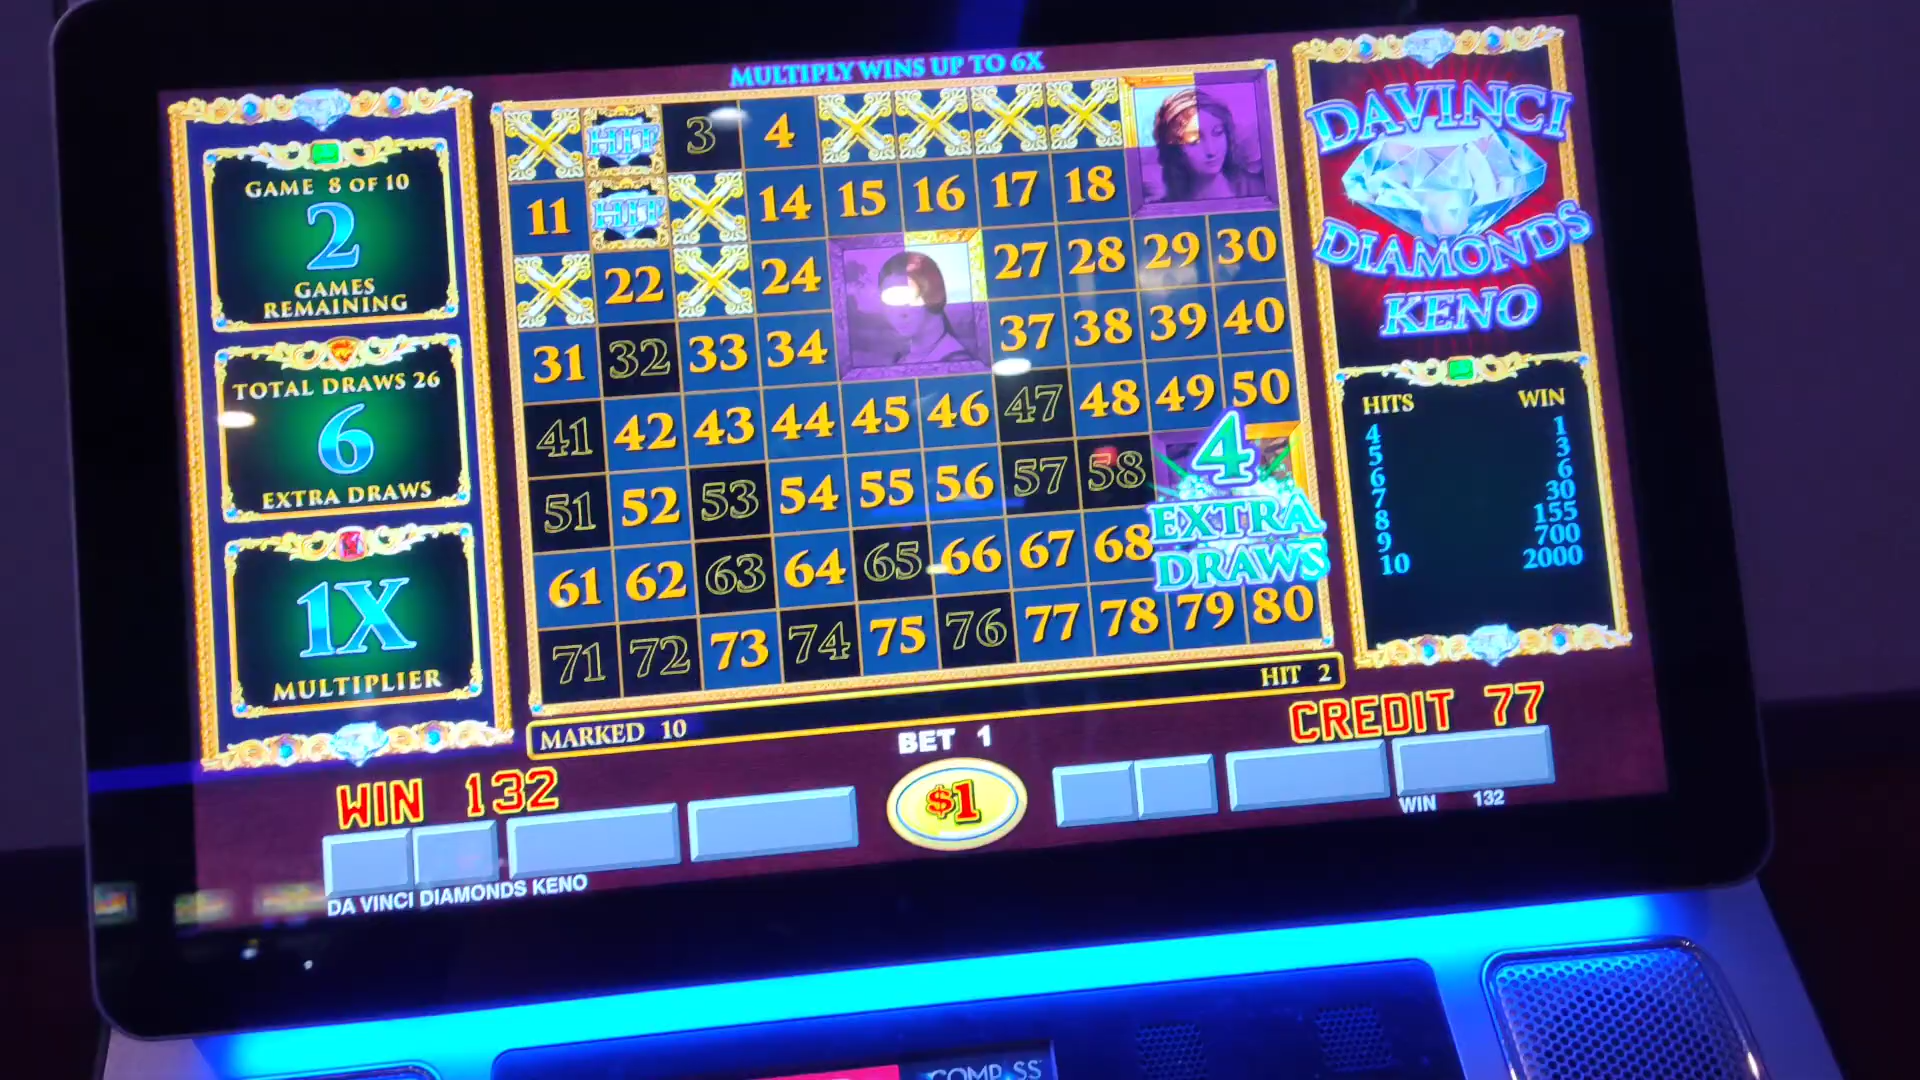 MULTIPLY WINS UP TO 6X
GAME 8 OF 10
2
GAMES
REMAINING
TOTAL DRAWS 26
6
EXTRA DRAWS
1X
MULTIPLIER
HIT 3 4
11 HIT 14 15 16 17 18
22 24 27 28 29 30
31 32 33 34 37 38 39 40
41 42 43 44 45 46 47 48 49 50
51 52 53 54 55 56 57 58
61 62 63 64 65 66 67 68
71 72 73 74 75 76 77 78 79 80
4
EXTRA
DRAWS
DAVINCI
DIAMONDS
KENO
HITS WIN
4 1
5 3
6 6
7 30
8 155
9 700
10 2000
MARKED 10
HIT 2
BET 1
CREDIT 77
WIN 132
$1
WIN 132
DA VINCI DIAMONDS KENO